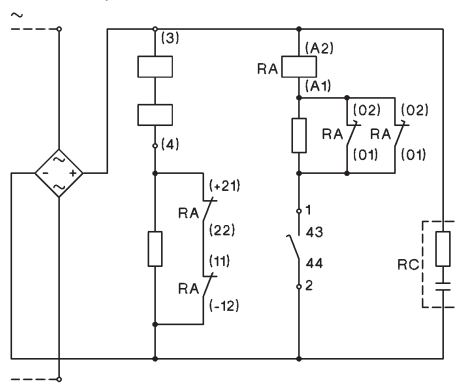 ~
(3)
(A2)
RA
(A1)
(02) (02)
RA RA
(4)
(01) (01)
~
- +
~
(+21)
RA
(22)
1
43
(11)
44
RA
RC
(-12)
2